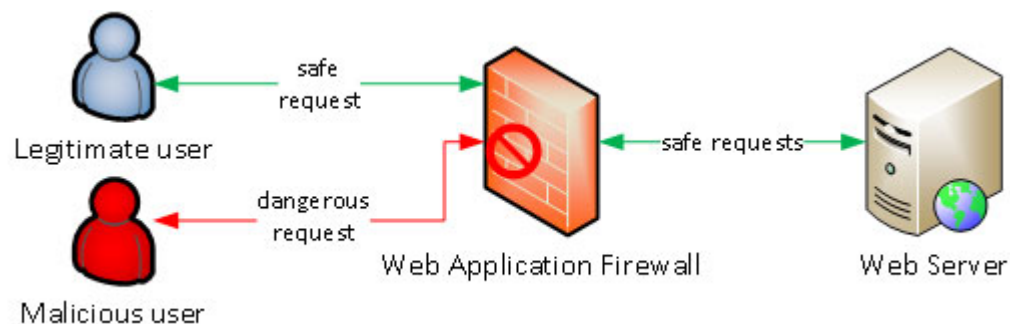 safe
request
Legitimate user
safe requests
dangerous
request
Web Application Firewall
Web Server
Malicious user